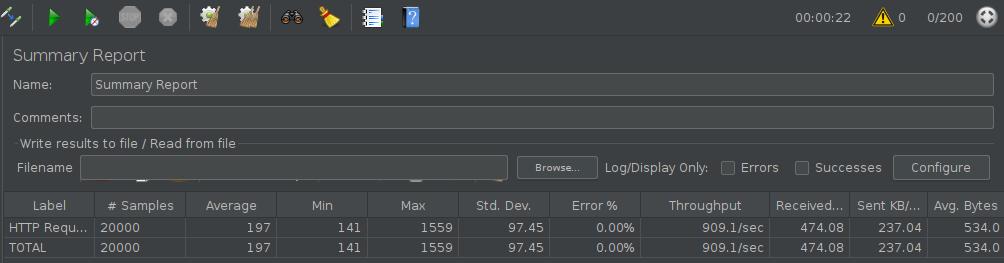 00:00:22 0 0/200
Summary Report
Name: Summary Report
Comments:
Write results to file / Read from file
Filename Browse... Log/Display Only: Errors Successes Configure
Label # Samples Average Min Max Std. Dev. Error % Throughput Received... Sent KB/... Avg. Bytes
HTTP Requ... 20000 197 141 1559 97.45 0.00% 909.1/sec 474.08 237.04 534.0
TOTAL 20000 197 141 1559 97.45 0.00% 909.1/sec 474.08 237.04 534.0